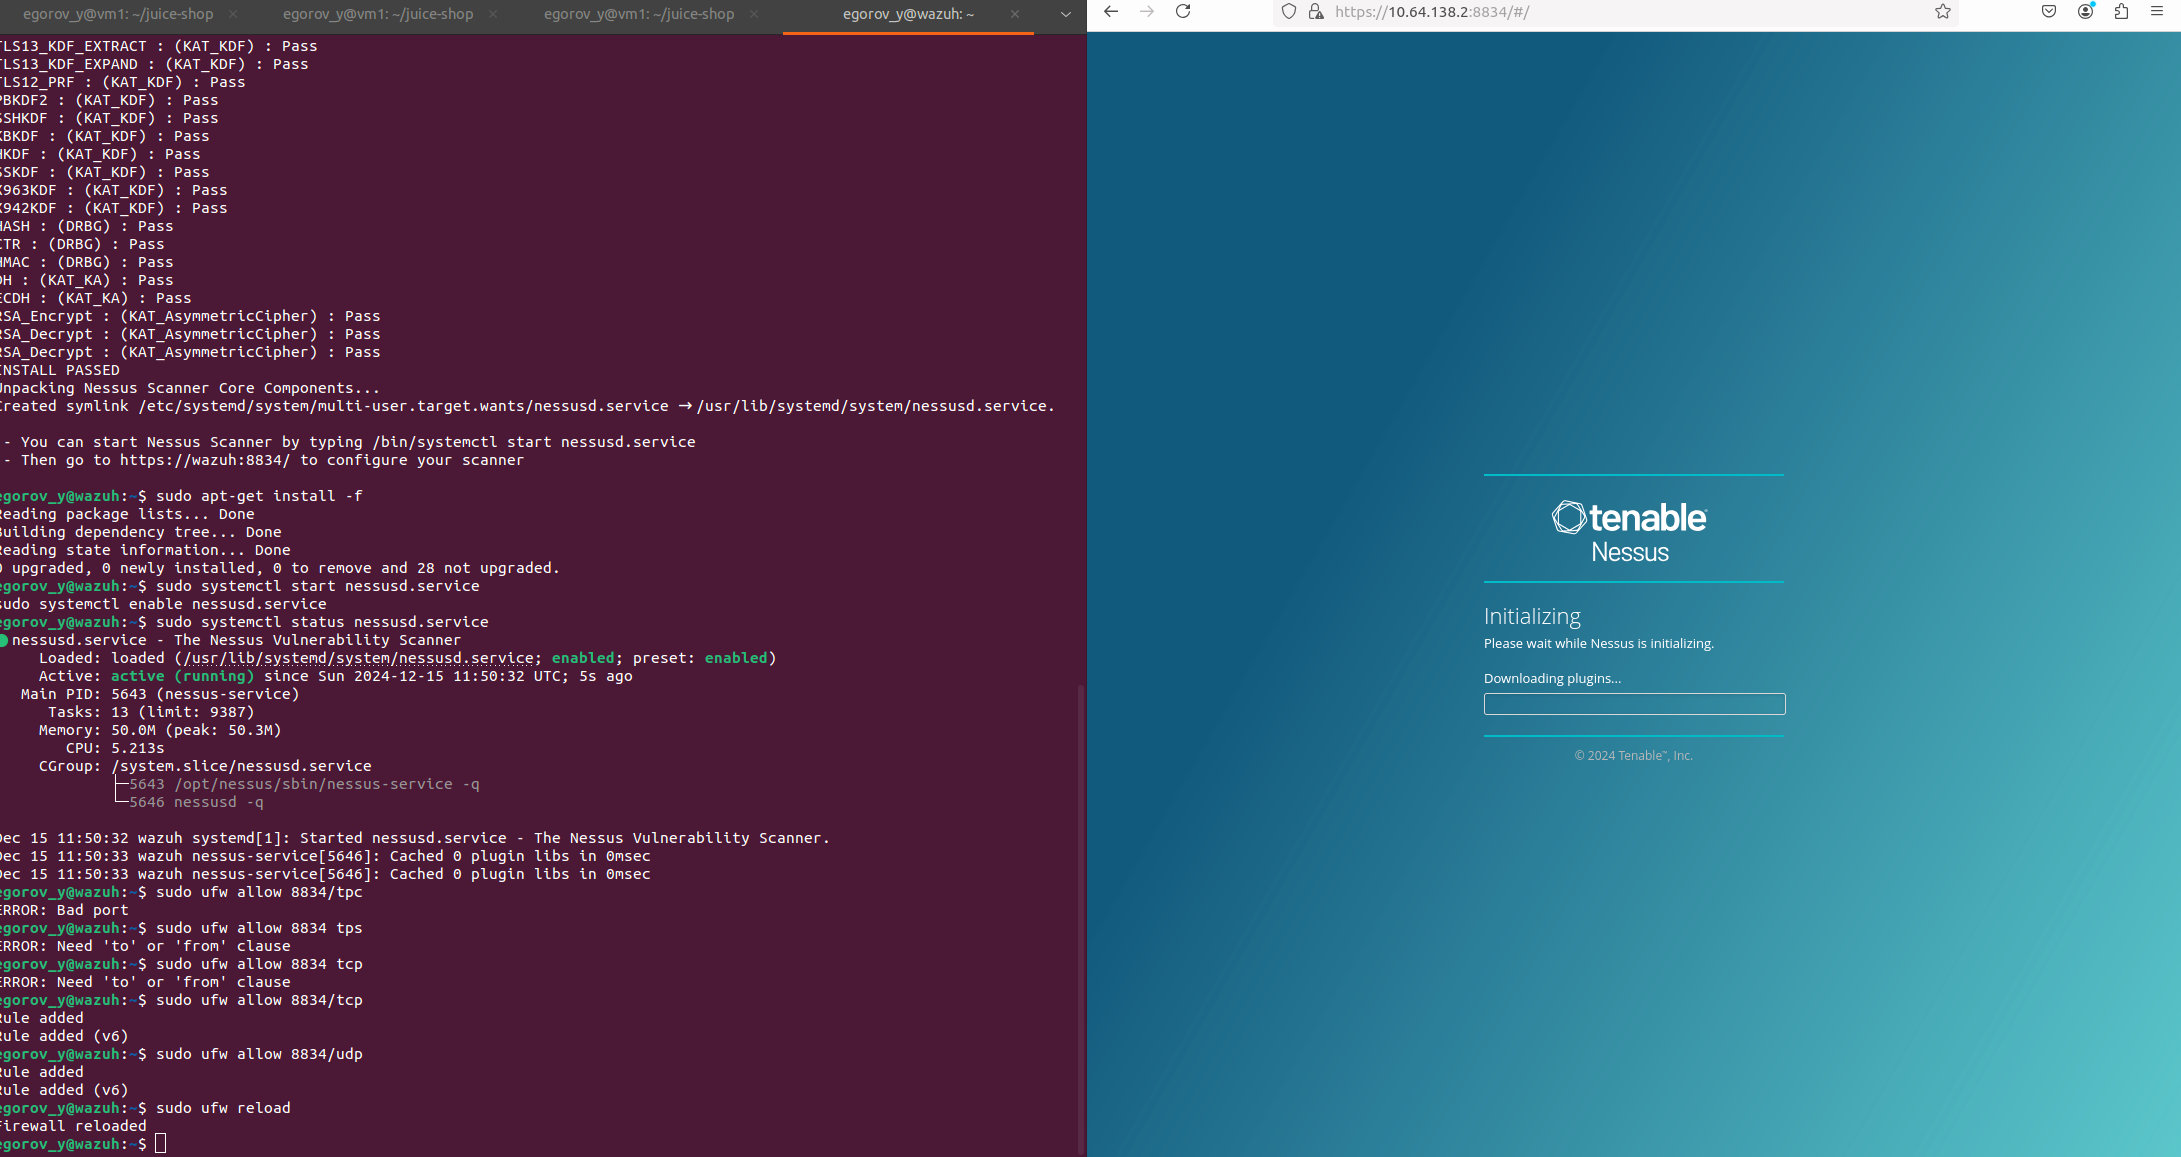 egorov_y@vm1: ~/juice-shop × egorov_y@vm1: ~/juice-shop × egorov_y@vm1: ~/juice-shop × egorov_y@wazuh: ~ ×
TLS13_KDF_EXTRACT : (KAT_KDF) : Pass
TLS13_KDF_EXPAND : (KAT_KDF) : Pass
TLS12_PRF : (KAT_KDF) : Pass
PBKDF2 : (KAT_KDF) : Pass
SSHKDF : (KAT_KDF) : Pass
KBKDF : (KAT_KDF) : Pass
HKDF : (KAT_KDF) : Pass
SSKDF : (KAT_KDF) : Pass
X963KDF : (KAT_KDF) : Pass
X942KDF : (KAT_KDF) : Pass
HASH : (DRBG) : Pass
CTR : (DRBG) : Pass
HMAC : (DRBG) : Pass
DH : (KAT_KA) : Pass
ECDH : (KAT_KA) : Pass
RSA_Encrypt : (KAT_AsymmetricCipher) : Pass
RSA_Decrypt : (KAT_AsymmetricCipher) : Pass
RSA_Decrypt : (KAT_AsymmetricCipher) : Pass
INSTALL PASSED
Unpacking Nessus Scanner Core Components...
Created symlink /etc/systemd/system/multi-user.target.wants/nessusd.service → /usr/lib/systemd/system/nessusd.service.
- You can start Nessus Scanner by typing /bin/systemctl start nessusd.service
- Then go to https://wazuh:8834/ to configure your scanner
egorov_y@wazuh:~$ sudo apt-get install -f
Reading package lists... Done
Building dependency tree... Done
Reading state information... Done
0 upgraded, 0 newly installed, 0 to remove and 28 not upgraded.
egorov_y@wazuh:~$ sudo systemctl start nessusd.service
sudo systemctl enable nessusd.service
egorov_y@wazuh:~$ sudo systemctl status nessusd.service
● nessusd.service - The Nessus Vulnerability Scanner
Loaded: loaded (/usr/lib/systemd/system/nessusd.service; enabled; preset: enabled)
Active: active (running) since Sun 2024-12-15 11:50:32 UTC; 5s ago
Main PID: 5643 (nessus-service)
Tasks: 13 (limit: 9387)
Memory: 50.0M (peak: 50.3M)
CPU: 5.213s
CGroup: /system.slice/nessusd.service
├─5643 /opt/nessus/sbin/nessus-service -q
└─5646 nessusd -q
Dec 15 11:50:32 wazuh systemd[1]: Started nessusd.service - The Nessus Vulnerability Scanner.
Dec 15 11:50:33 wazuh nessus-service[5646]: Cached 0 plugin libs in 0msec
Dec 15 11:50:33 wazuh nessus-service[5646]: Cached 0 plugin libs in 0msec
egorov_y@wazuh:~$ sudo ufw allow 8834/tpc
ERROR: Bad port
egorov_y@wazuh:~$ sudo ufw allow 8834 tps
ERROR: Need 'to' or 'from' clause
egorov_y@wazuh:~$ sudo ufw allow 8834 tcp
ERROR: Need 'to' or 'from' clause
egorov_y@wazuh:~$ sudo ufw allow 8834/tcp
Rule added
Rule added (v6)
egorov_y@wazuh:~$ sudo ufw allow 8834/udp
Rule added
Rule added (v6)
egorov_y@wazuh:~$ sudo ufw reload
Firewall reloaded
egorov_y@wazuh:~$
https://10.64.138.2:8834/#/
tenable
Nessus
Initializing
Please wait while Nessus is initializing.
Downloading plugins...
© 2024 Tenable™, Inc.